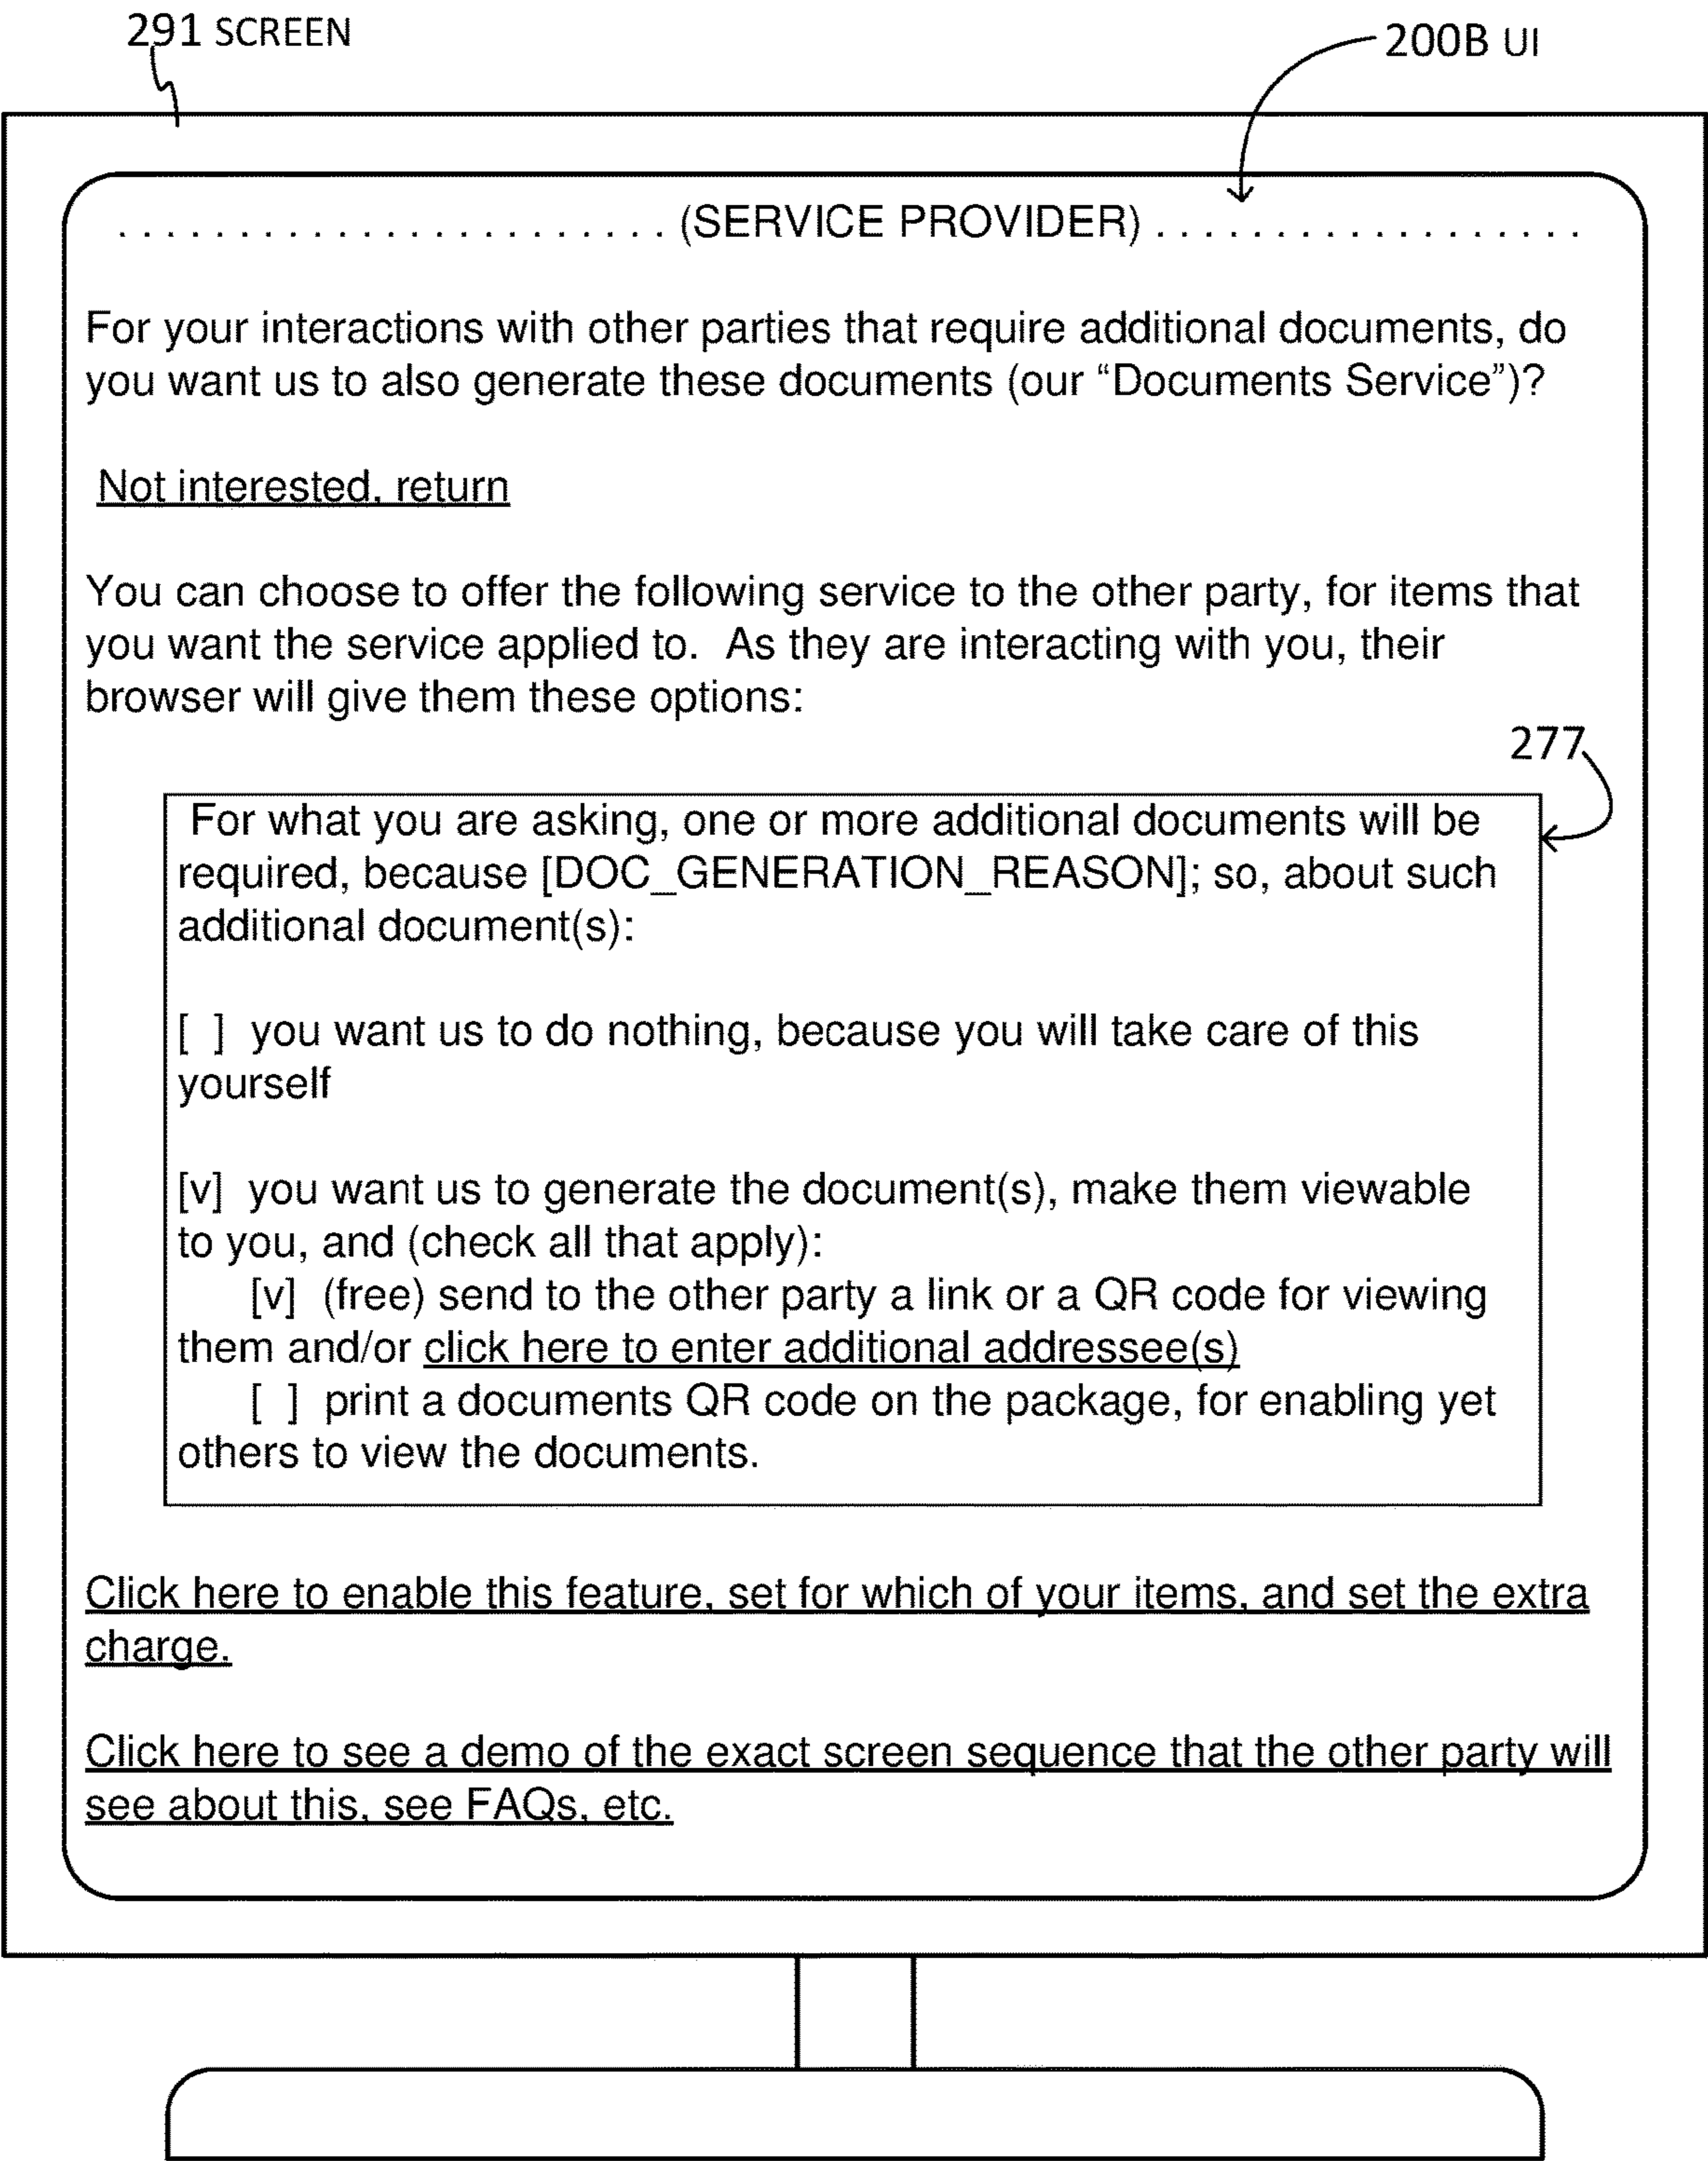 291 SCREEN
200B UI
. . . . . . . . . . . . . . . . . . . . . . . (SERVICE PROVIDER) . . . . . . . . . . . . . . . . . .
For your interactions with other parties that require additional documents, do
you want us to also generate these documents (our “Documents Service”)?
Not interested, return
You can choose to offer the following service to the other party, for items that
you want the service applied to.  As they are interacting with you, their
browser will give them these options:
277
For what you are asking, one or more additional documents will be
required, because [DOC_GENERATION_REASON]; so, about such
additional document(s):
[ ] you want us to do nothing, because you will take care of this
yourself
[v] you want us to generate the document(s), make them viewable
to you, and (check all that apply):
[v] (free) send to the other party a link or a QR code for viewing
them and/or click here to enter additional addressee(s)
[ ] print a documents QR code on the package, for enabling yet
others to view the documents.
Click here to enable this feature, set for which of your items, and set the extra
charge.
Click here to see a demo of the exact screen sequence that the other party will
see about this, see FAQs, etc.